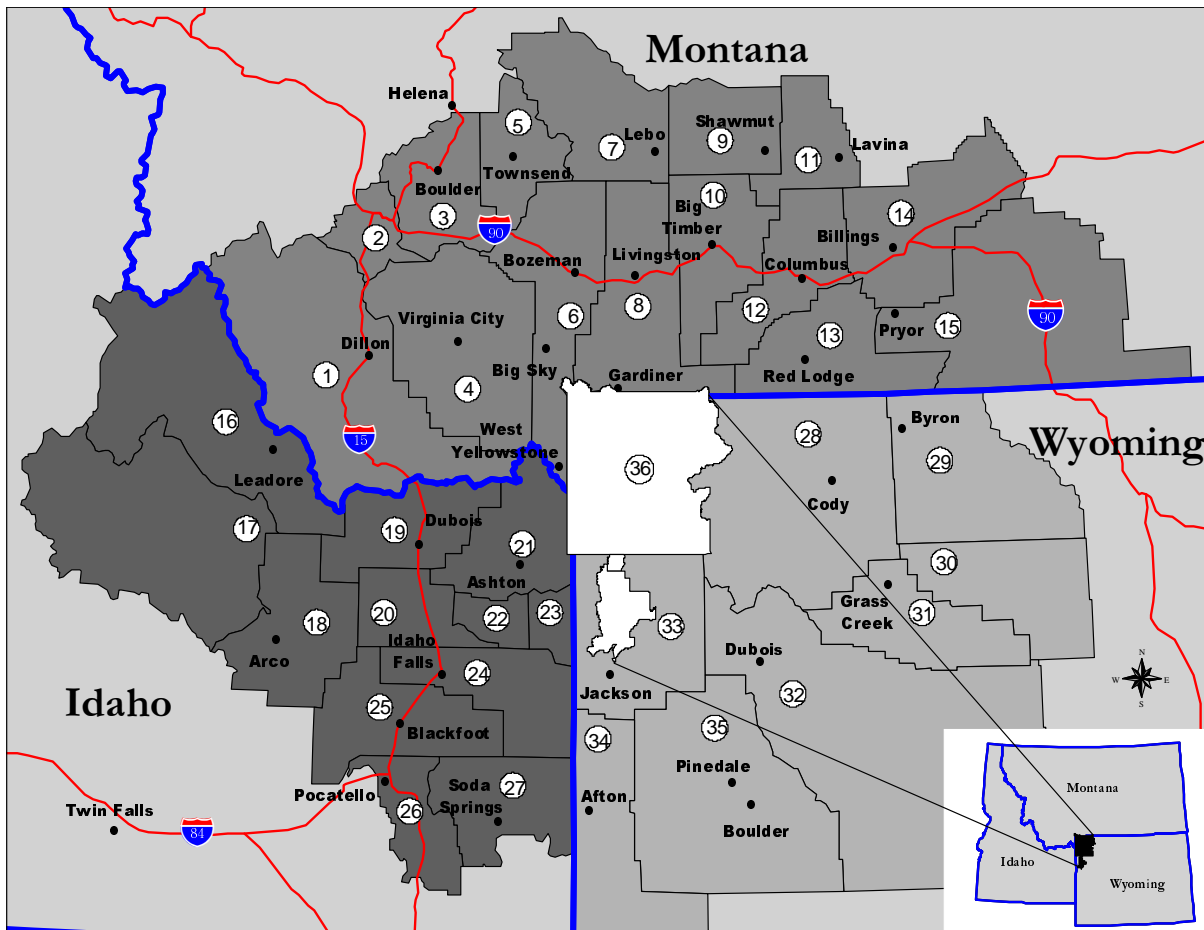 Montana
Helena
5
7
Lebo
Shawmut
9
11
Lavina
Boulder
Townsend
3
2
90
10
Big
Timber
14
Billings
Bozeman
Livingston
Columbus
6
8
12
13
Pryor
15
90
Virginia City
Dillon
1
4
Big Sky
Gardiner
Red Lodge
16
15
West
Yellowstone
Leadore
36
28
Cody
Byron
29
Wyoming
17
19
Dubois
21
Ashton
30
31
Grass
Creek
18
Arco
20
Idaho
Falls
22
23
24
33
Dubois
32
Jackson
N
W
E
S
Idaho
25
Blackfoot
34
35
Pinedale
Boulder
Afton
Pocatello
26
Soda
Springs
27
Twin Falls
84
Montana
Idaho
Wyoming